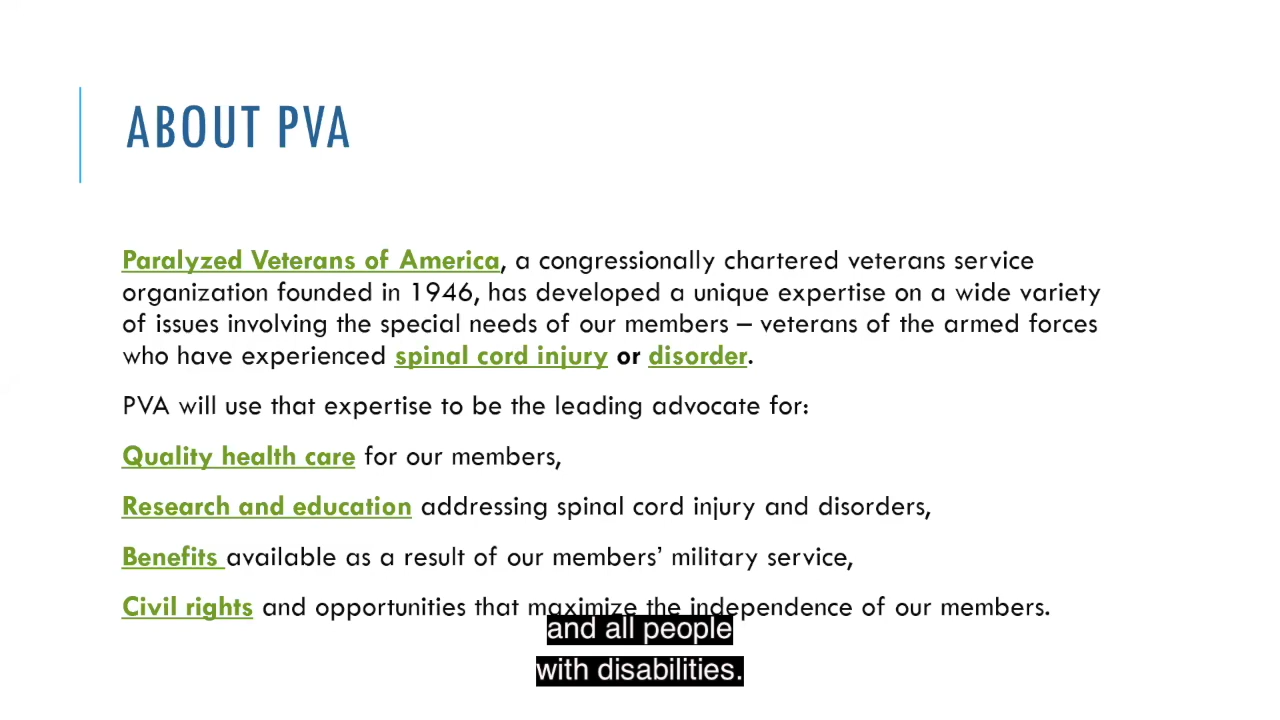 ABOUT PVA
Paralyzed Veterans of America, a congressionally chartered veterans service
organization founded in 1946, has developed a unique expertise on a wide variety
of issues involving the special needs of our members – veterans of the armed forces
who have experienced spinal cord injury or disorder.
PVA will use that expertise to be the leading advocate for:
Quality health care for our members,
Research and education addressing spinal cord injury and disorders,
Benefits available as a result of our members’ military service,
Civil rights and opportunities that maximize the independence of our members.
and all people
with disabilities.